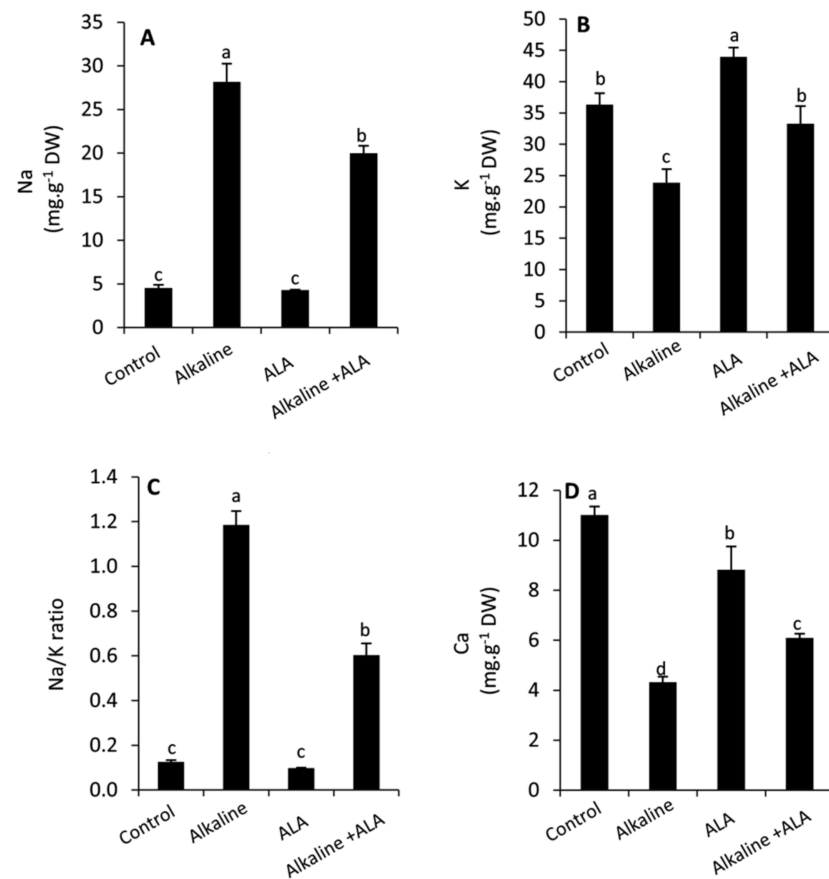 A
35
30
25
20
15
10
5
0
Na
(mg.g⁻¹ DW)
a
b
c
c
Control
Alkaline
ALA
Alkaline +ALA
B
50
45
40
35
30
25
20
15
10
5
0
K
(mg.g⁻¹ DW)
b
c
a
b
Control
Alkaline
ALA
Alkaline +ALA
C
1.4
1.2
1.0
0.8
0.6
0.4
0.2
0.0
Na/K ratio
c
a
c
b
Control
Alkaline
ALA
Alkaline +ALA
D
12
10
8
6
4
2
0
Ca
(mg.g⁻¹ DW)
a
d
b
c
Control
Alkaline
ALA
Alkaline +ALA